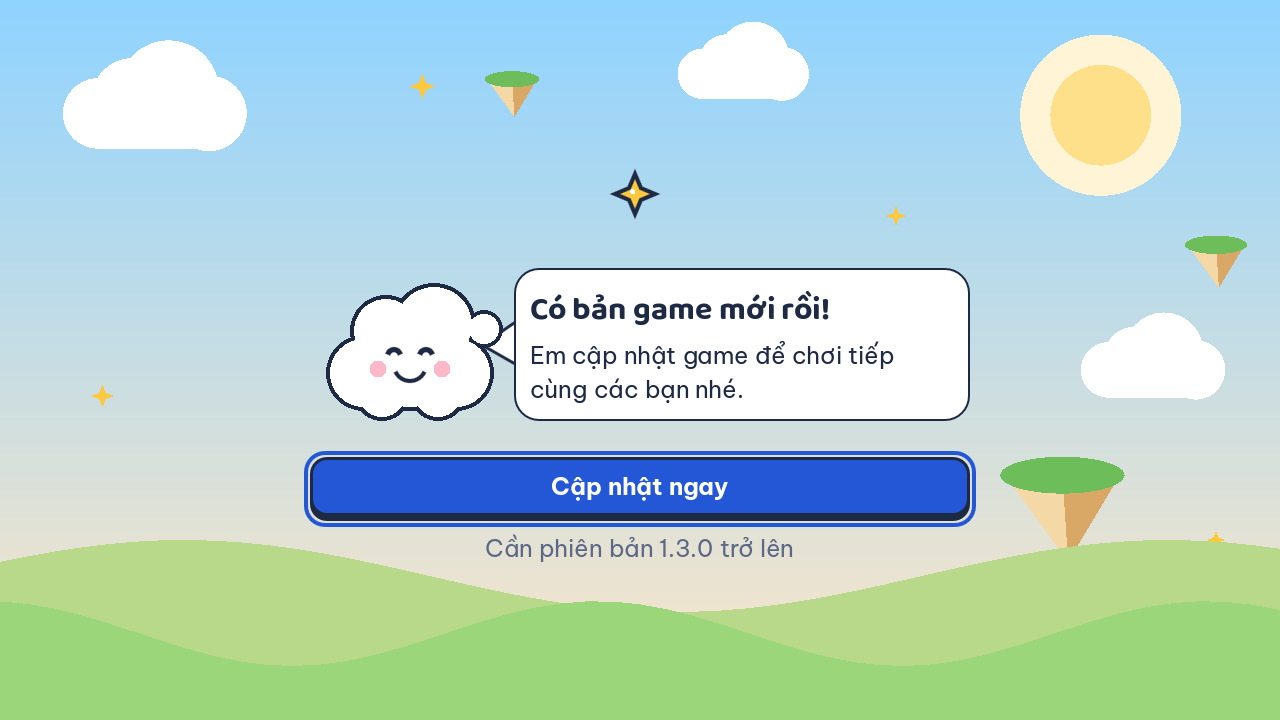 Có bản game mới rồi!
Em cập nhật game để chơi tiếp
cùng các bạn nhé.
Cập nhật ngay
Cần phiên bản 1.3.0 trở lên